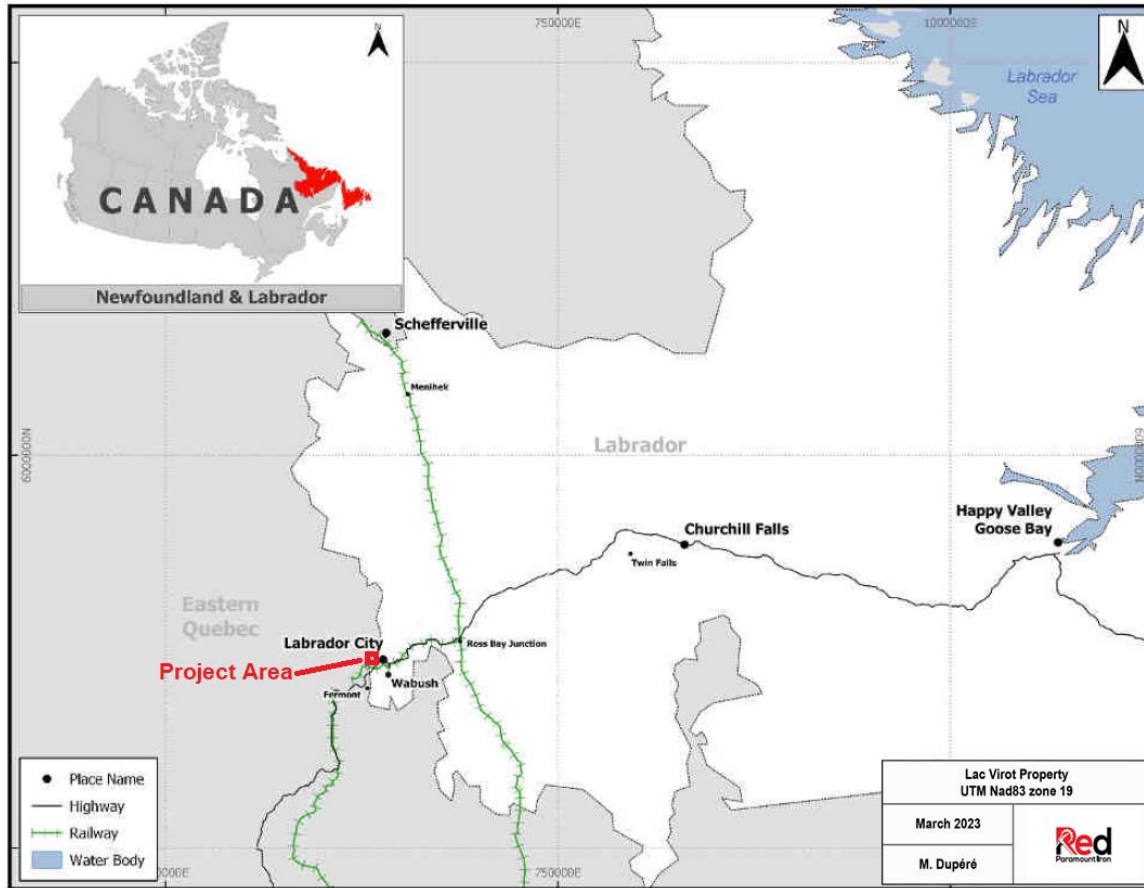 750000E
1000000E
N
N
Labrador
Sea
CANADA
Newfoundland & Labrador
Schefferville
Menihek
6000000N
Labrador
6000000N
Happy Valley
Goose Bay
Churchill Falls
Twin Falls
Eastern
Quebec
Labrador City
Ross Bay Junction
Project Area
Wabush
Fermont
Place Name
Highway
Railway
Water Body
750000E
Lac Virot Property
UTM Nad83 zone 19
March 2023
M. Dupéré
Red
Paramount Iron